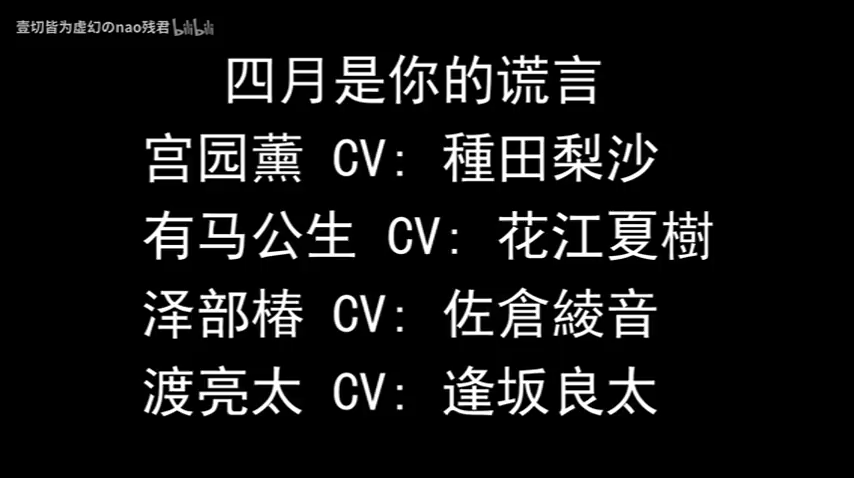 壹切皆为虚幻のnao残君 bilibili
四月是你的谎言
宫园薰 CV: 種田梨沙
有马公生 CV: 花江夏樹
泽部椿 CV: 佐倉綾音
渡亮太 CV: 逢坂良太